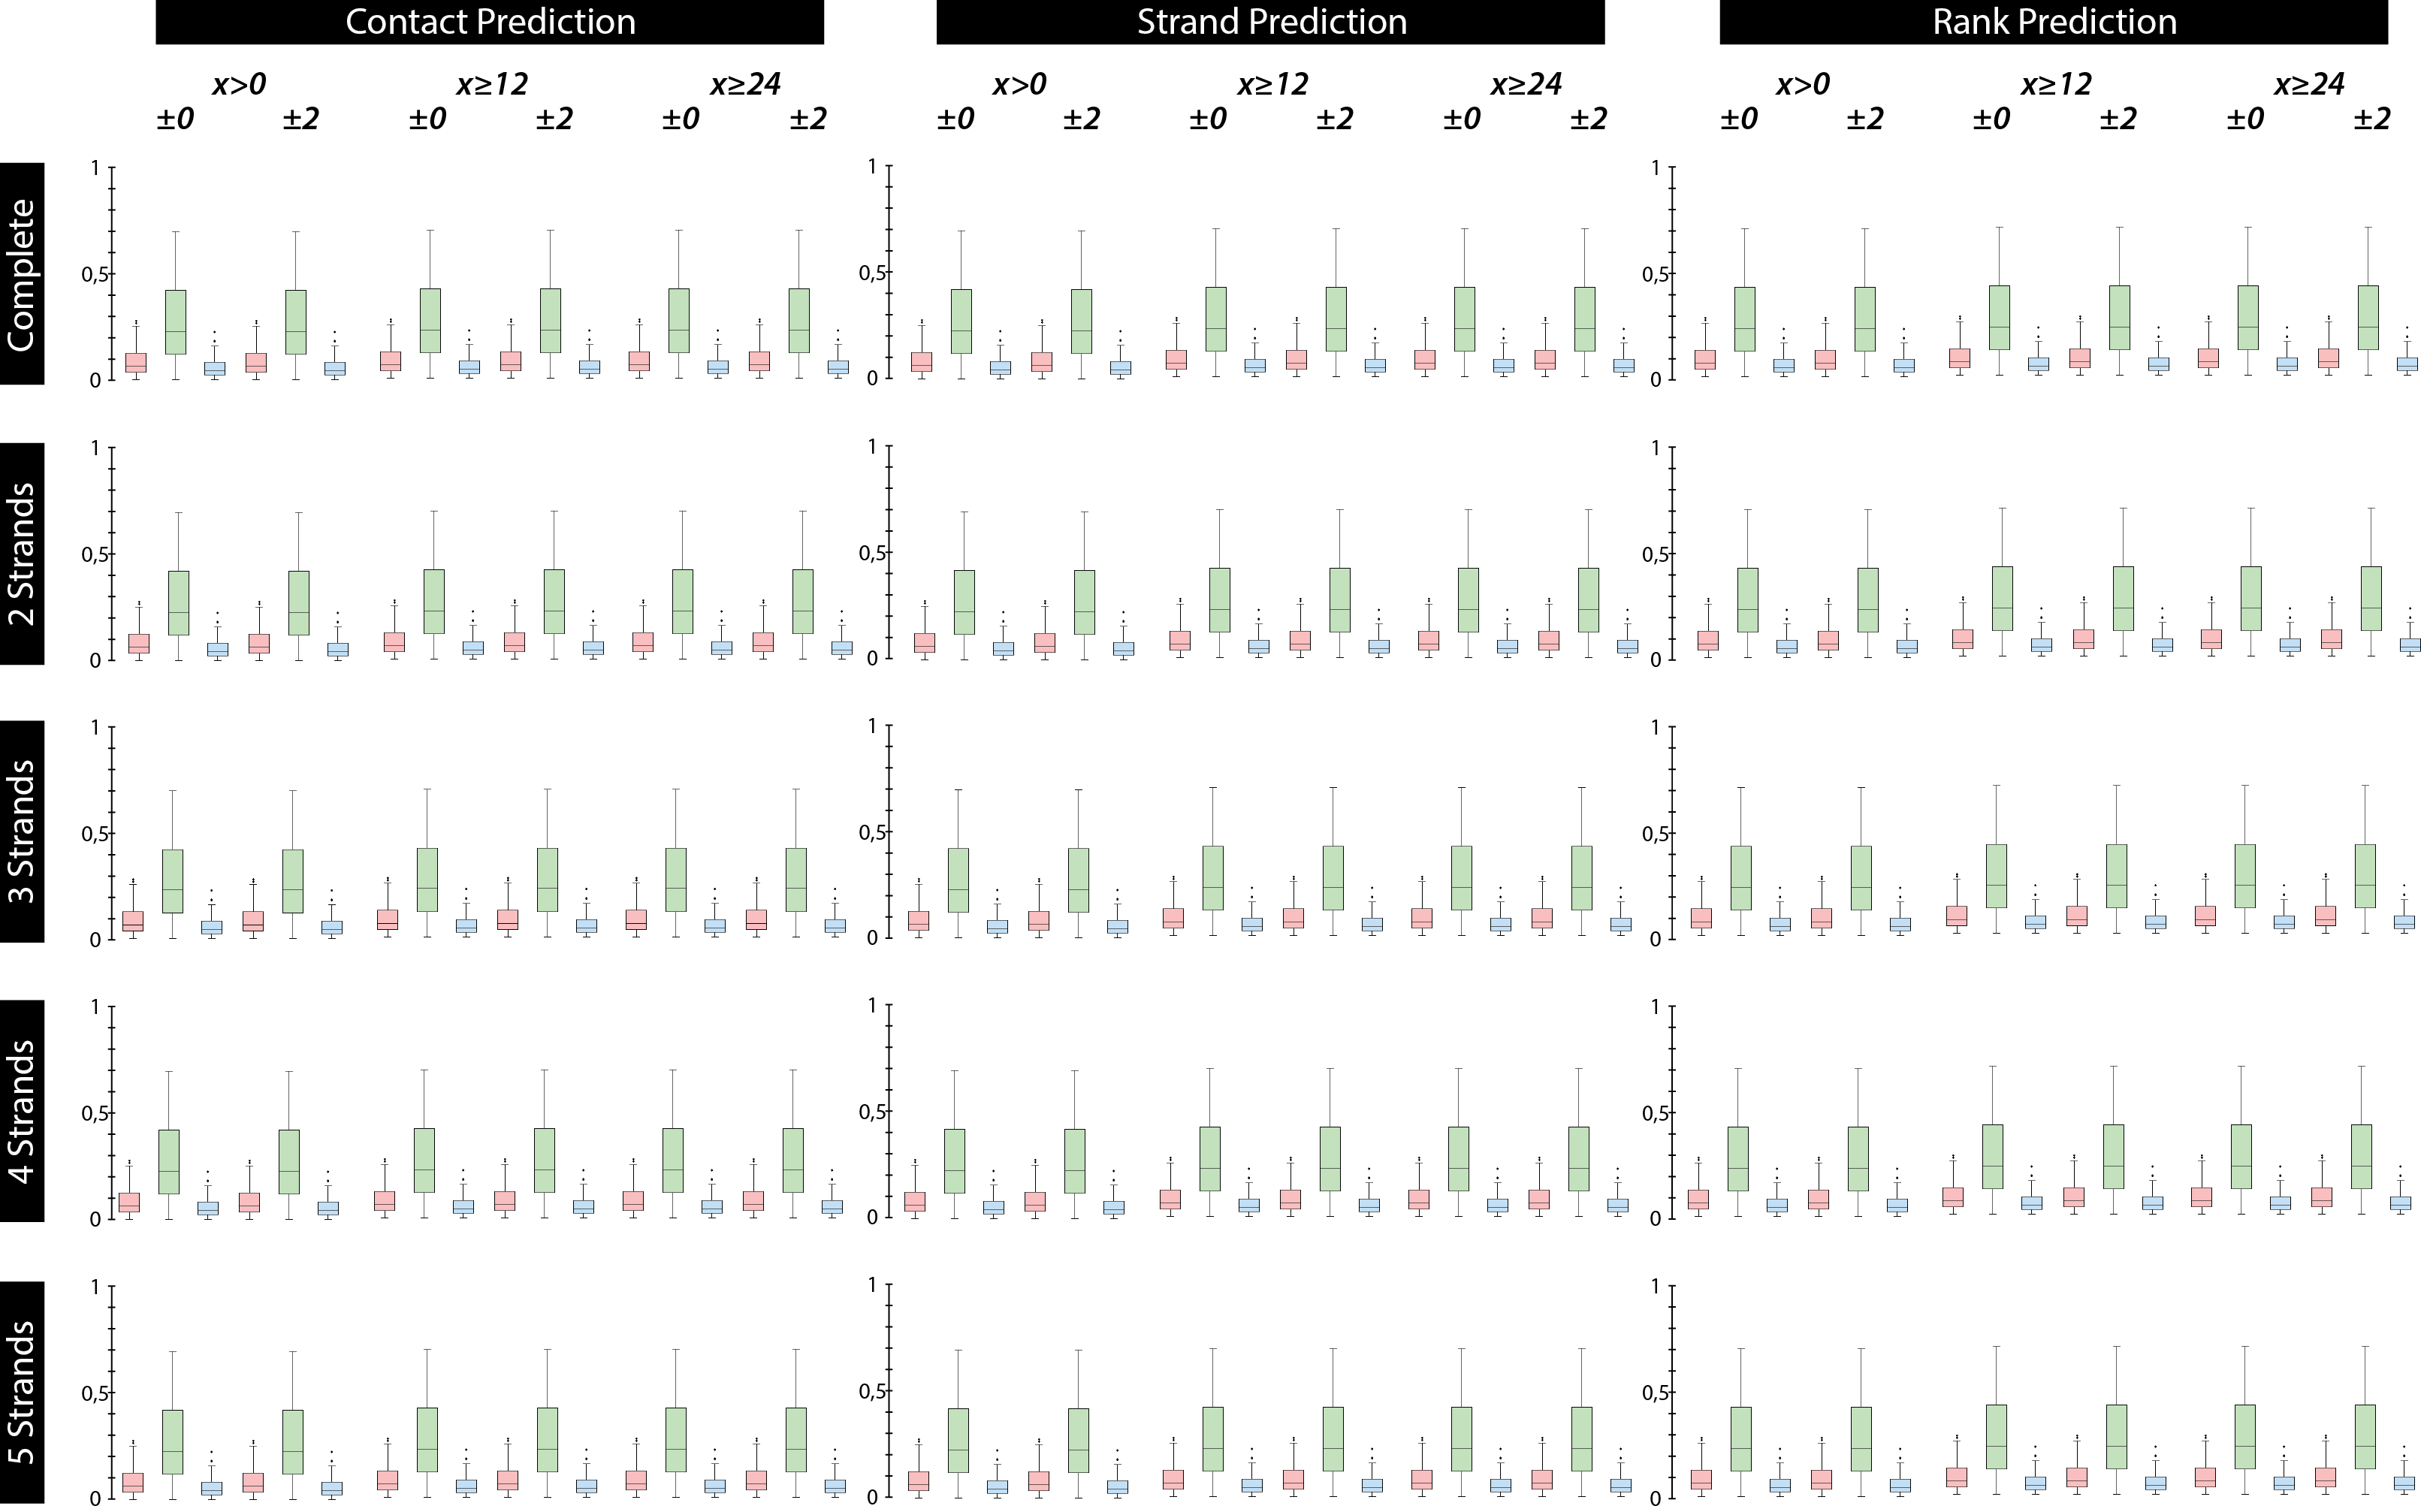 Contact Prediction Strand Prediction Rank Prediction
x>0 x≥12 x≥24 x>0 x≥12 x≥24 x>0 x≥12 x≥24
±0 ±2 ±0 ±2 ±0 ±2 ±0 ±2 ±0 ±2 ±0 ±2 ±0 ±2 ±0 ±2 ±0 ±2
Complete
1 1 1
0,5 0,5 0,5
0 0 0
2 Strands
1 1 1
0,5 0,5 0,5
0 0 0
3 Strands
1 1 1
0,5 0,5 0,5
0 0 0
4 Strands
1 1 1
0,5 0,5 0,5
0 0 0
5 Strands
1 1 1
0,5 0,5 0,5
0 0 0